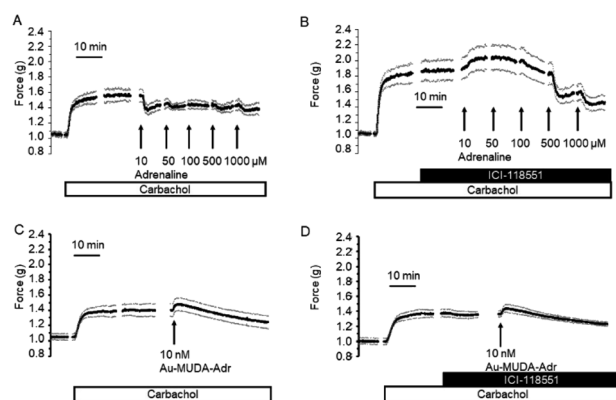 A
10 min
Force (g)
2.4
2.2
2.0
1.8
1.6
1.4
1.2
1.0
0.8
10 50 100 500 1000 µM
Adrenaline
Carbachol
B
Force (g)
2.4
2.2
2.0
1.8
1.6
1.4
1.2
1.0
0.8
10 min
10 50 100 500 1000 µM
Adrenaline
ICI-118551
Carbachol
C
10 min
Force (g)
2.4
2.2
2.0
1.8
1.6
1.4
1.2
1.0
0.8
10 nM
Au-MUDA-Adr
Carbachol
D
10 min
Force (g)
2.4
2.2
2.0
1.8
1.6
1.4
1.2
1.0
0.8
10 nM
Au-MUDA-Adr
ICI-118551
Carbachol